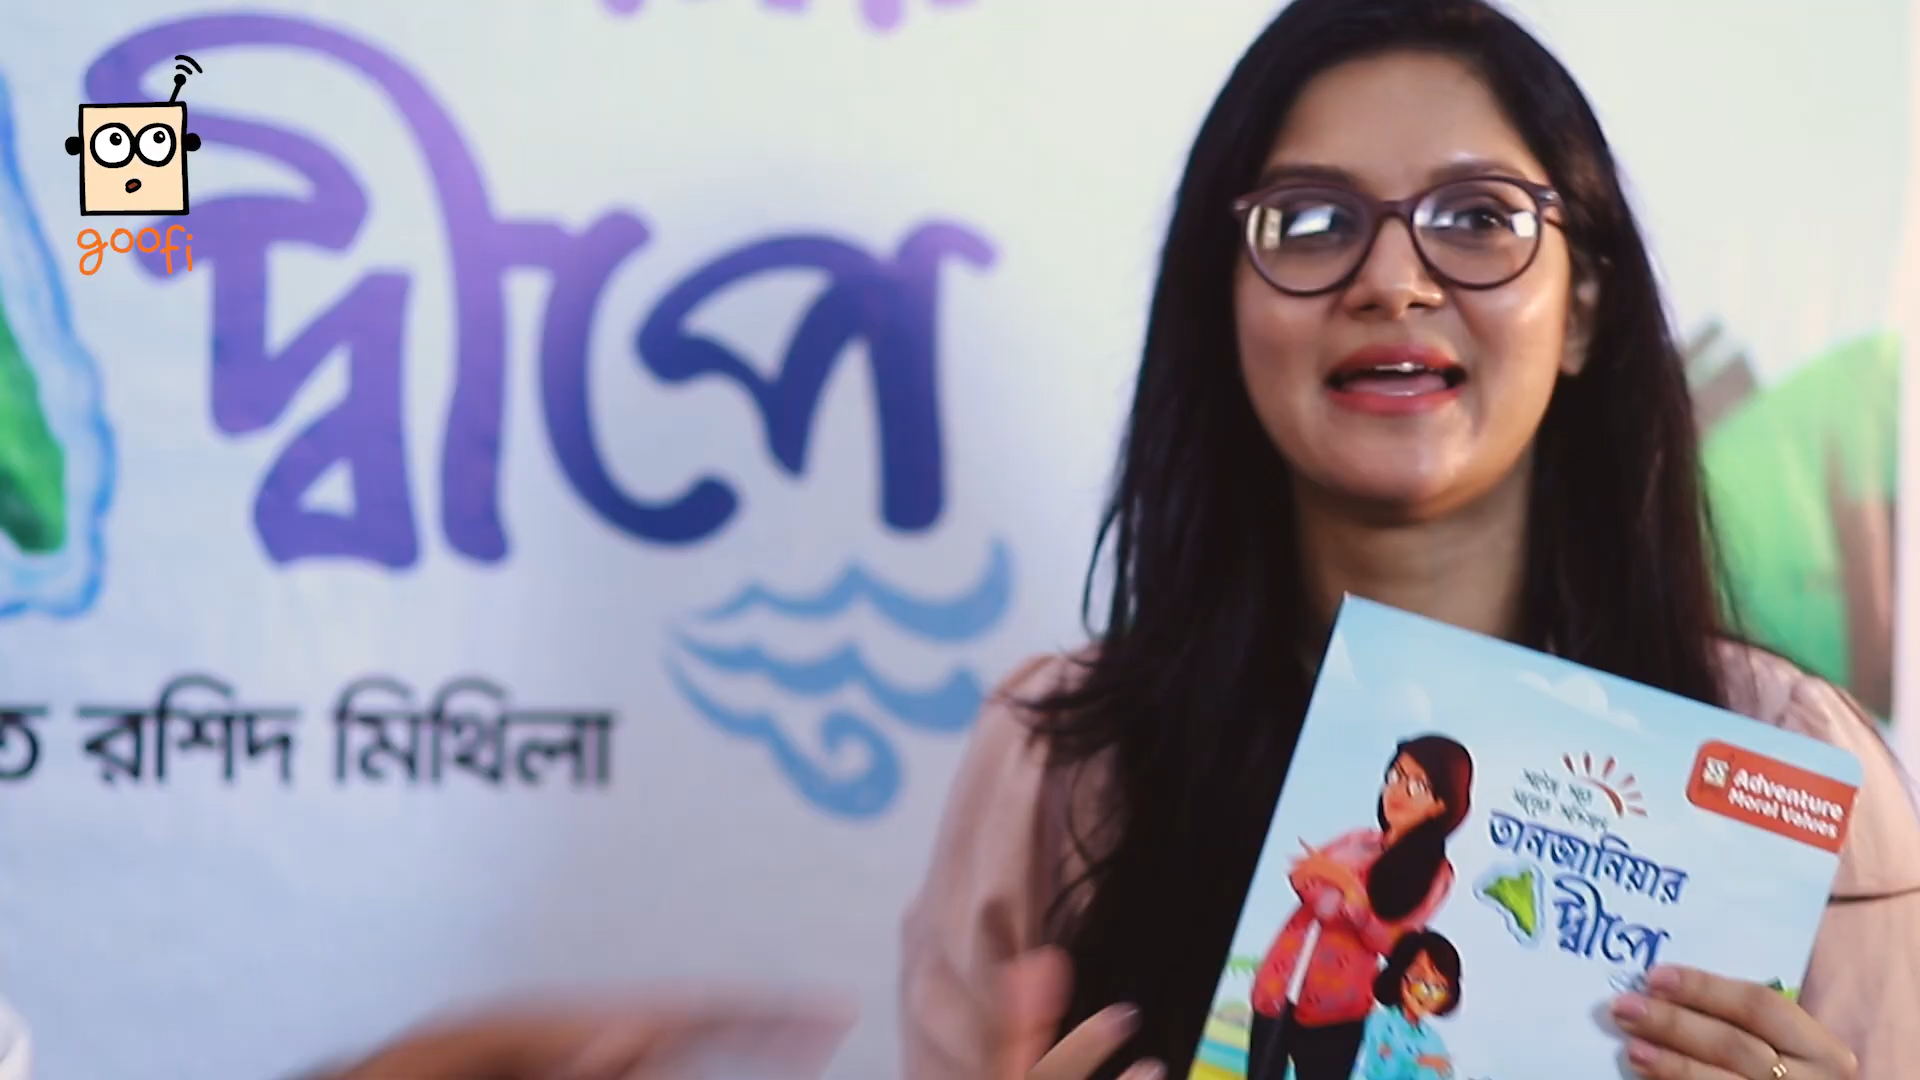 goofi
দ্বীপে
ত রশিদ মিথিলা
Adventure
Moral Values
তানজানিয়ার
দ্বীপে